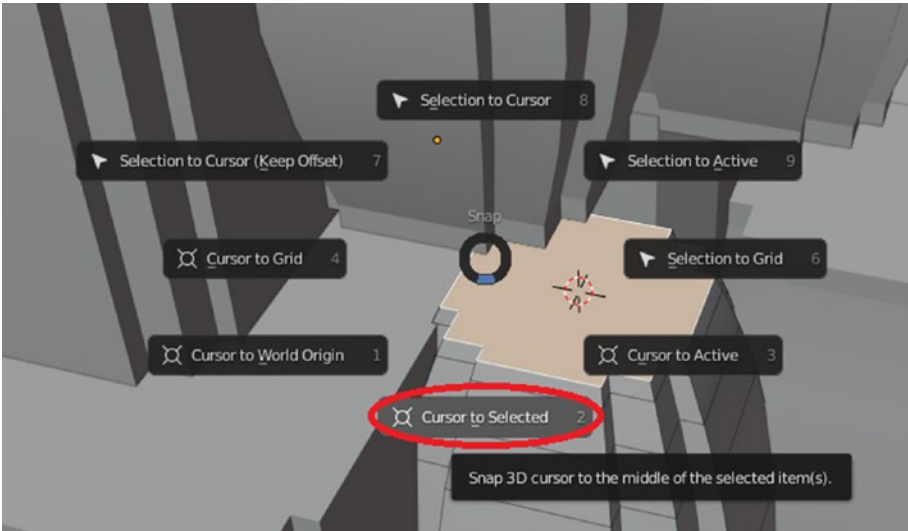 Selection to Cursor 8
Selection to Cursor (Keep Offset) 7
Selection to Active 9
Snap
Cursor to Grid 4
Selection to Grid 6
Cursor to World Origin 1
Cursor to Active 3
Cursor to Selected 2
Snap 3D cursor to the middle of the selected item(s).